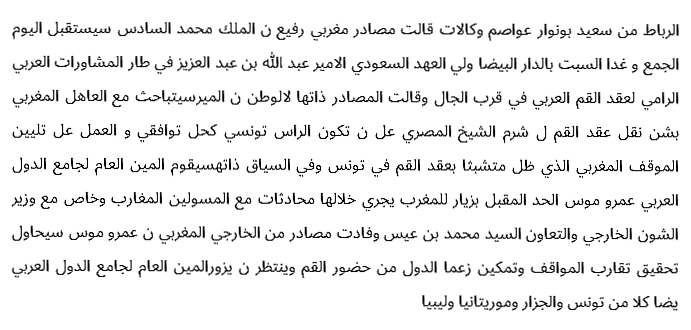 الرباط من سعيد بونوار عواصم وكالات قالت مصادر مغربي رفيع ن الملك محمد السادس سيستقبل اليوم
الجمع و غدا السبت بالدار البيضا ولي العهد السعودي الامير عبد الله بن عبد العزيز في طار المشاورات العربي
الرامي لعقد القم العربي في قرب الجال وقالت المصادر ذاتها لالوطن ن الميرسيتباحث مع العاهل المغربي
بشن نقل عقد القم ل شرم الشيخ المصري عل ن تكون الراس تونسي كحل توافقي و العمل عل تليين
الموقف المغربي الذي ظل متشبثا بعقد القم في تونس وفي السياق ذاتهسيقوم المين العام لجامع الدول
العربي عمرو موس الحد المقبل بزيار للمغرب يجري خلالها محادثات مع المسولين المغارب وخاص مع وزير
الشون الخارجي والتعاون السيد محمد بن عيس وفادت مصادر من الخارجي المغربي ن عمرو موس سيحاول
تحقيق تقارب المواقف وتمكين زعما الدول من حضور القم وينتظر ن يزورالمين العام لجامع الدول العربي
يضا كلا من تونس والجزار وموريتانيا وليبيا